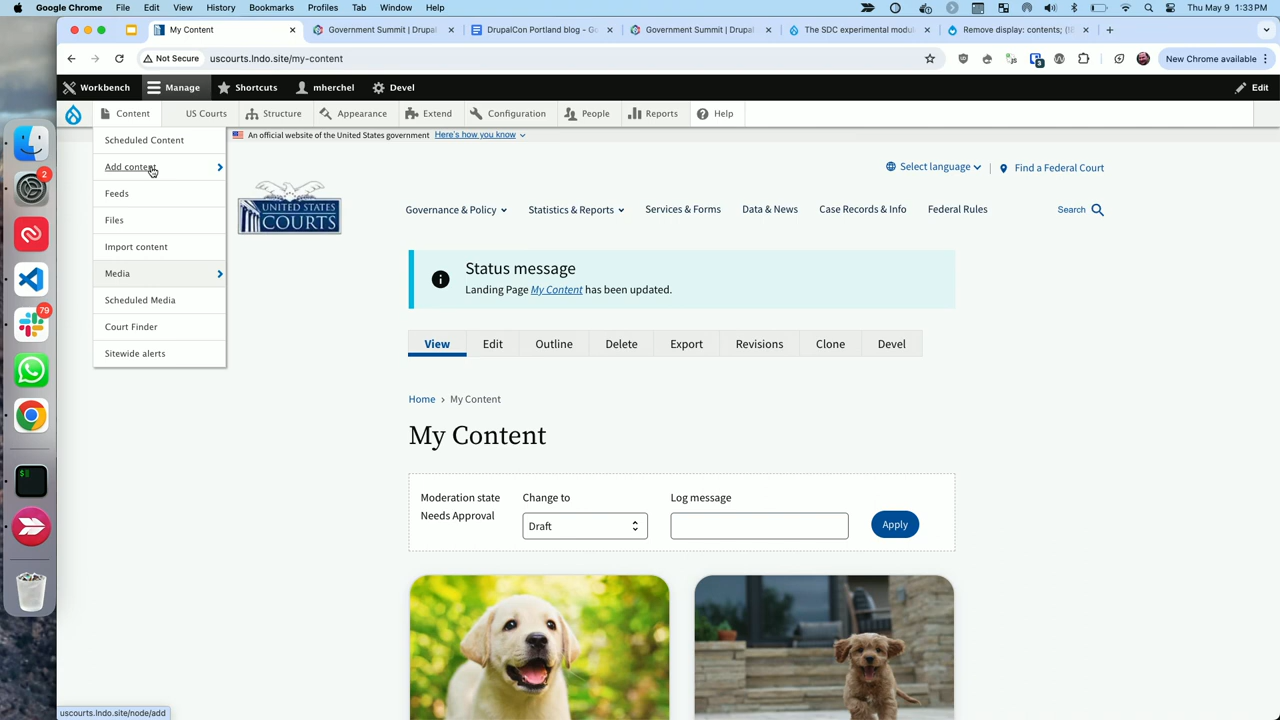 Google Chrome File Edit View History Bookmarks Profiles Tab Window Help Thu May 9 1:33 PM
My Content Government Summit | Drupal DrupalCon Portland blog - Go Government Summit | Drupal The SDC experimental modul Remove display: contents; (18
Not Secure uscourts.lndo.site/my-content New Chrome available
Workbench Manage Shortcuts mherchel Devel Edit
Content US Courts Structure Appearance Extend Configuration People Reports Help
Scheduled Content
Add content
Feeds
Files
Import content
Media
Scheduled Media
Court Finder
Sitewide alerts
An official website of the United States government Here's how you know
Select language | Find a Federal Court
UNITED STATES
COURTS
Governance & Policy Statistics & Reports Services & Forms Data & News Case Records & Info Federal Rules Search
Status message
Landing Page My Content has been updated.
View Edit Outline Delete Export Revisions Clone Devel
Home › My Content
My Content
Moderation state Change to Log message
Needs Approval
Draft Apply
2
79
uscourts.lndo.site/node/add